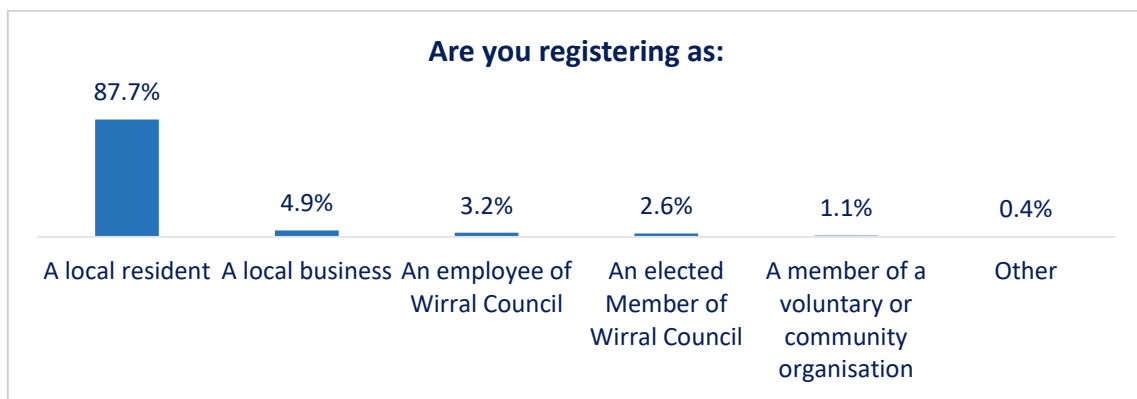 Are you registering as:
87.7%
4.9%
3.2%
2.6%
1.1%
0.4%
A local resident
A local business
An employee of
Wirral Council
An elected
Member of
Wirral Council
A member of a
voluntary or
community
organisation
Other